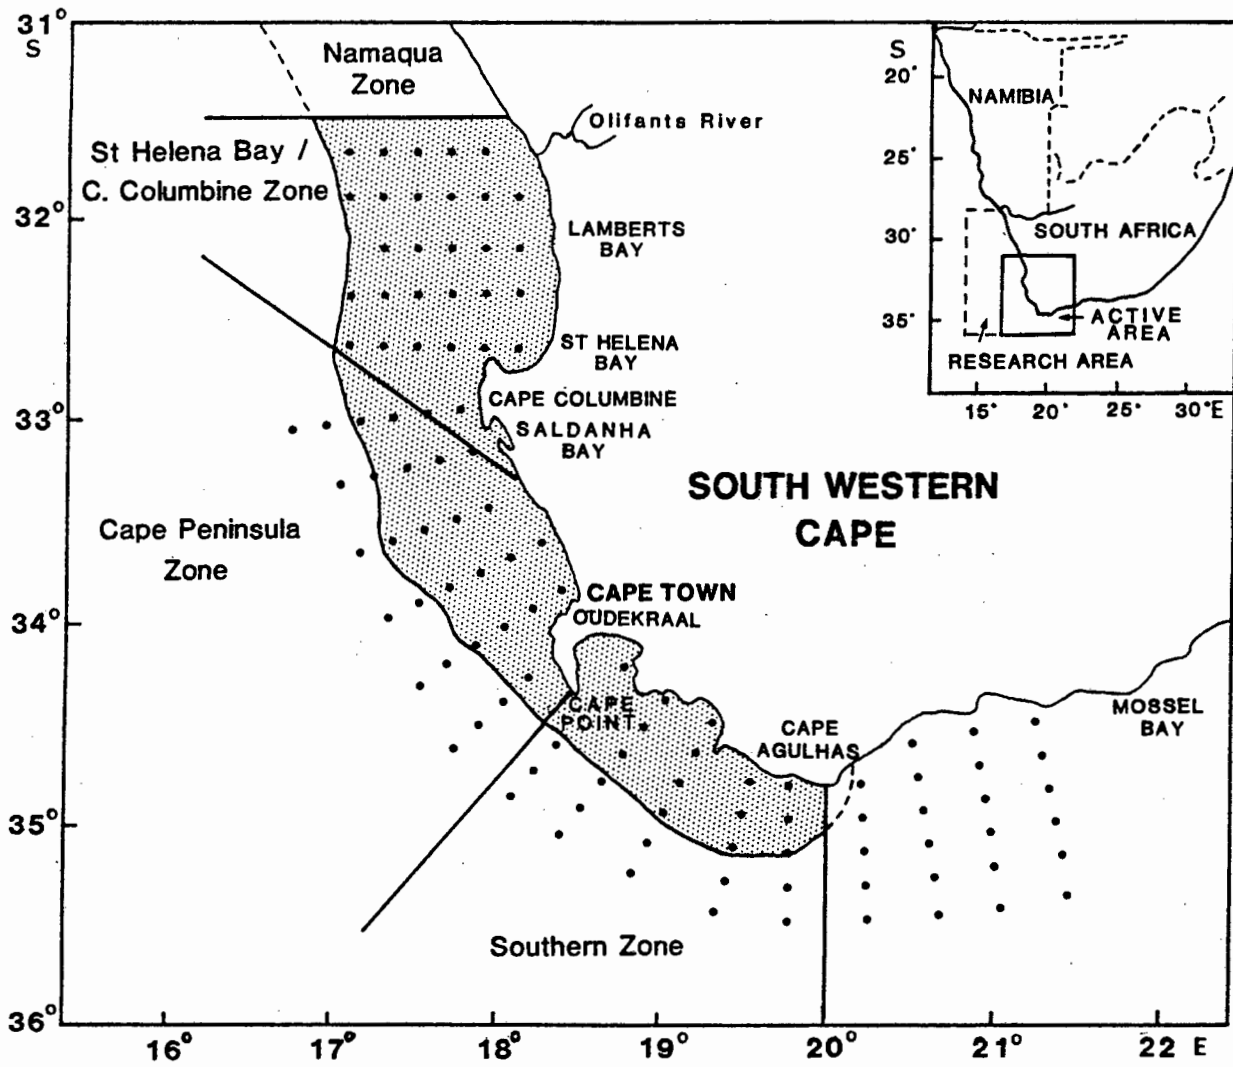 31°
S
Namaqua
Zone
Olifants River
St Helena Bay /
C. Columbine Zone
32°
LAMBERTS
BAY
ST HELENA
BAY
CAPE COLUMBINE
33°
SALDANHA
BAY
SOUTH WESTERN
CAPE
Cape Peninsula
Zone
CAPE TOWN
OUDEKRAAL
34°
CAPE
POINT
CAPE
AGULHAS
MOSSEL
BAY
35°
Southern Zone
36°
16°
17°
18°
19°
20°
21°
22 E
S
20°
NAMIBIA
25°
30°
SOUTH AFRICA
35°
ACTIVE
AREA
RESEARCH AREA
15°
20°
25°
30°E